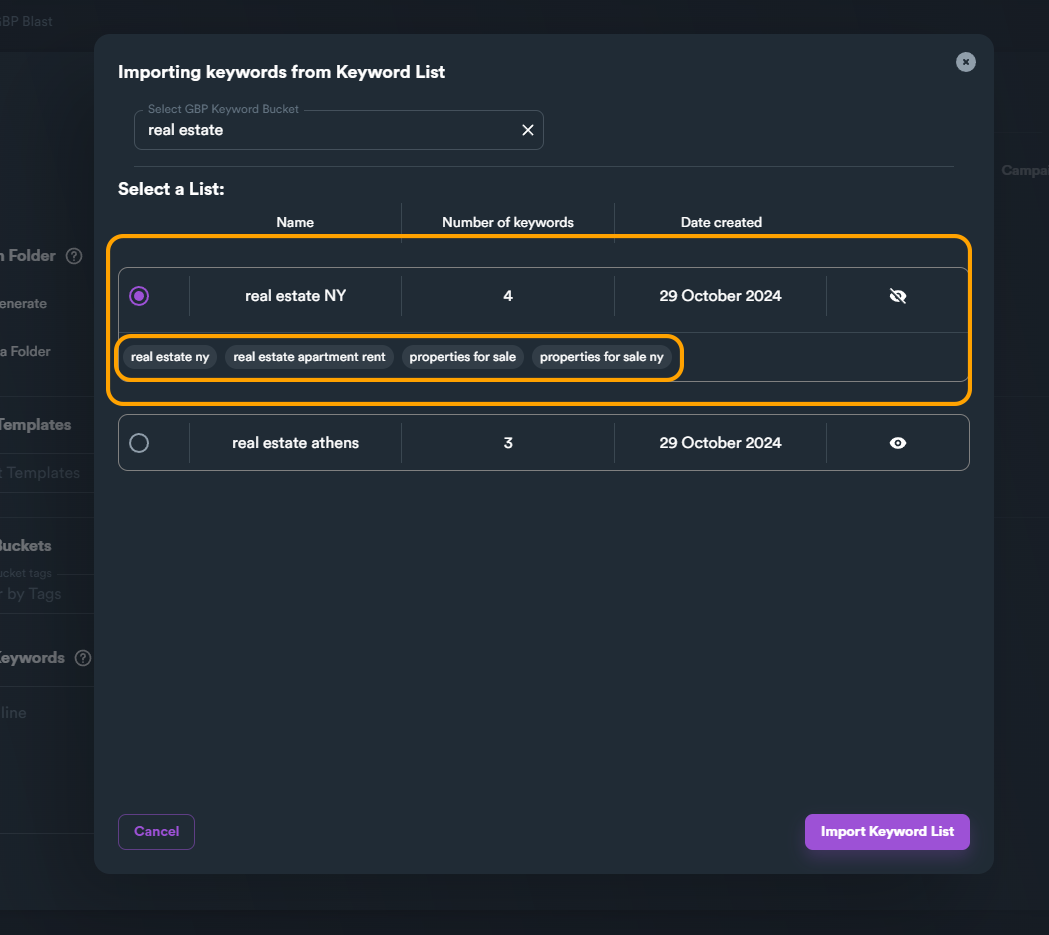 GBP Blast
Importing keywords from Keyword List
Select GBP Keyword Bucket
real estate
Select a List:
Name Number of keywords Date created
real estate NY 4 29 October 2024
real estate ny real estate apartment rent properties for sale properties for sale ny
real estate athens 3 29 October 2024
Folder
enerate
a Folder
Templates
Templates
Buckets
ucket tags
by Tags
Keywords
line
Campai
Cancel Import Keyword List